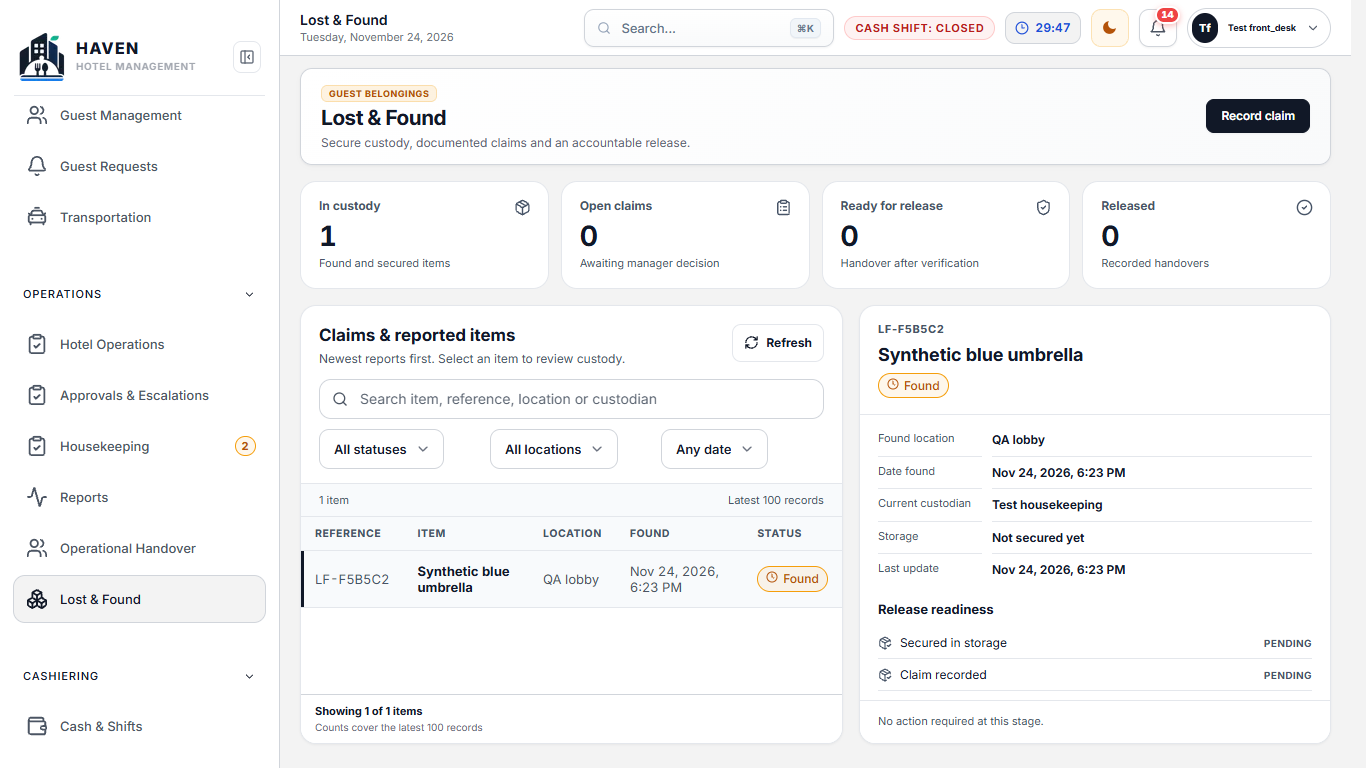 HAVEN
HOTEL MANAGEMENT
Guest Management
Guest Requests
Transportation
OPERATIONS
Hotel Operations
Approvals & Escalations
Housekeeping 2
Reports
Operational Handover
Lost & Found
CASHIERING
Cash & Shifts
Lost & Found
Tuesday, November 24, 2026
Search... ⌘K
CASH SHIFT: CLOSED
29:47
14
Tf Test front_desk
GUEST BELONGINGS
Lost & Found
Secure custody, documented claims and an accountable release.
Record claim
In custody
1
Found and secured items
Open claims
0
Awaiting manager decision
Ready for release
0
Handover after verification
Released
0
Recorded handovers
Claims & reported items
Newest reports first. Select an item to review custody.
Refresh
Search item, reference, location or custodian
All statuses All locations Any date
1 item Latest 100 records
REFERENCE ITEM LOCATION FOUND STATUS
LF-F5B5C2 Synthetic blue umbrella QA lobby Nov 24, 2026, 6:23 PM Found
Showing 1 of 1 items
Counts cover the latest 100 records
LF-F5B5C2
Synthetic blue umbrella
Found
Found location QA lobby
Date found Nov 24, 2026, 6:23 PM
Current custodian Test housekeeping
Storage Not secured yet
Last update Nov 24, 2026, 6:23 PM
Release readiness
Secured in storage PENDING
Claim recorded PENDING
No action required at this stage.